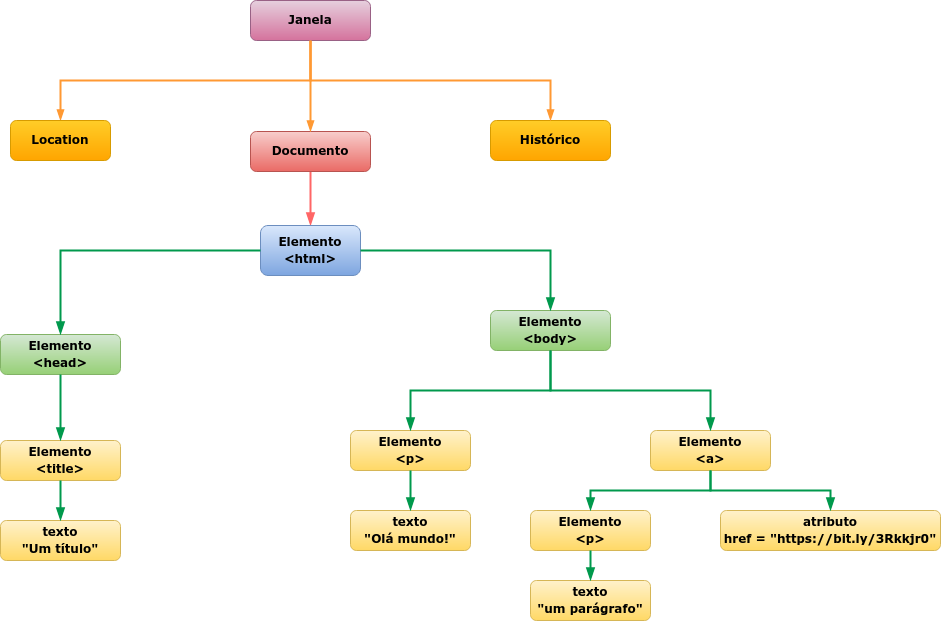 Janela
Location
Documento
Histórico
Elemento
<html>
Elemento
<body>
Elemento
<head>
Elemento
<p>
Elemento
<a>
Elemento
<title>
texto
"Olá mundo!"
Elemento
<p>
atributo
href = "https://bit.ly/3Rkkjr0"
texto
"Um título"
texto
"um parágrafo"